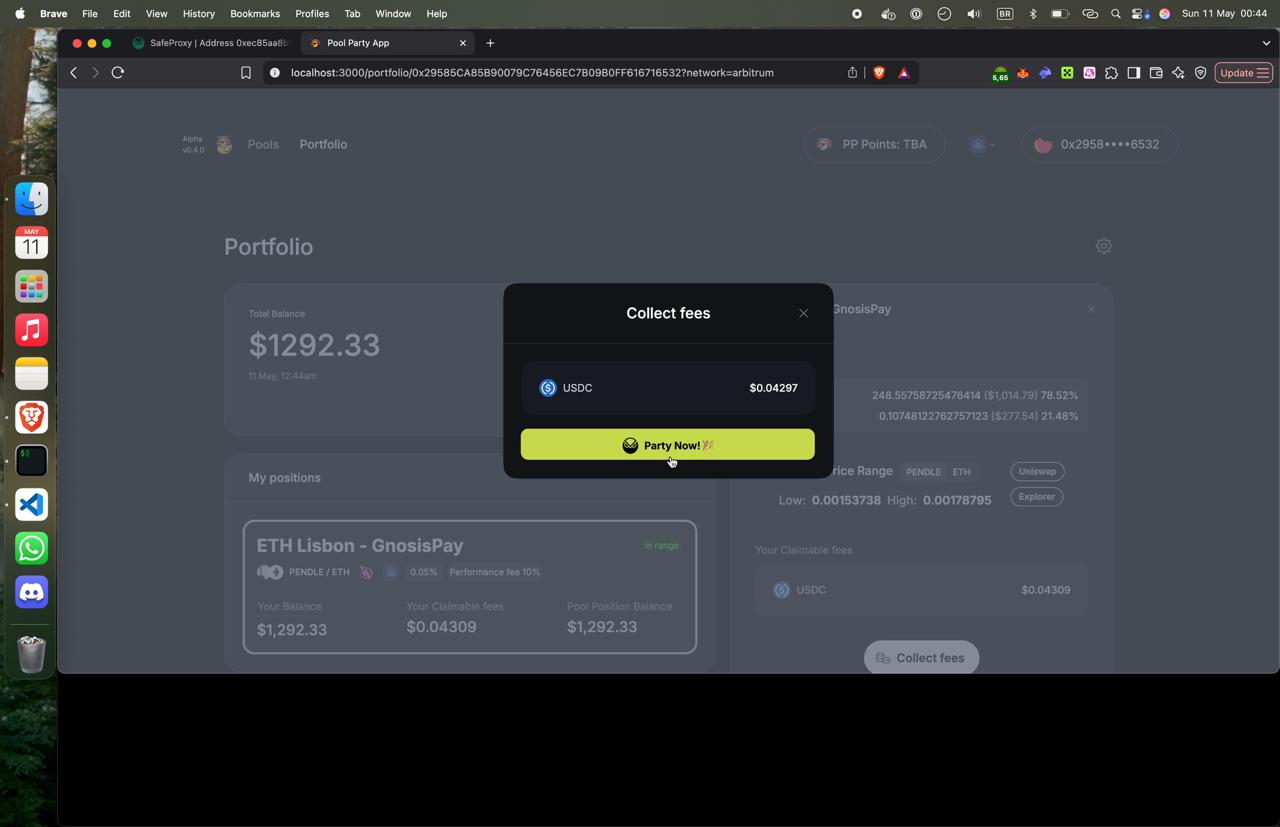 Brave File Edit View History Bookmarks Profiles Tab Window Help
BR Sun 11 May 00:44
SafeProxy | Address 0xec85aa8b
Pool Party App
localhost:3000/portfolio/0x29585CA85B90079C76456EC7B09B0FF616716532?network=arbitrum
5,65
Update
Alpha
v0.4.0
Pools
Portfolio
PP Points: TBA
0x2958••••6532
MAY
11
Portfolio
Total Balance
$1292.33
11 May, 12:44am
Collect fees
USDC $0.04297
Party Now!🎉
GnosisPay
248.55758725476414 ($1,014.79) 78.52%
0.10748122762757123 ($277.54) 21.48%
rice Range PENDLE ETH
Low: 0.00153738 High: 0.00178795
Uniswap
Explorer
Your Claimable fees
USDC $0.04309
Collect fees
My positions
ETH Lisbon - GnosisPay
In range
PENDLE / ETH 0.05% Performance fee 10%
Your Balance Your Claimable fees Pool Position Balance
$1,292.33 $0.04309 $1,292.33